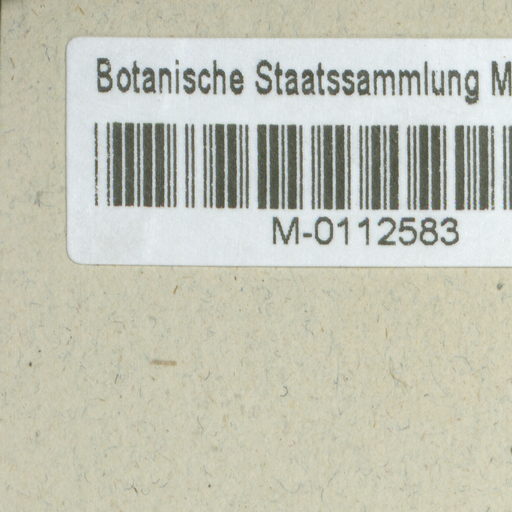 Botanische Staatssammlung M
M-0112583